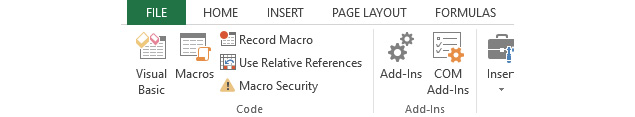 FILE HOME INSERT PAGE LAYOUT FORMULAS
Visual Basic
Macros
Record Macro
Use Relative References
Macro Security
Code
Add-Ins
COM Add-Ins
Add-Ins